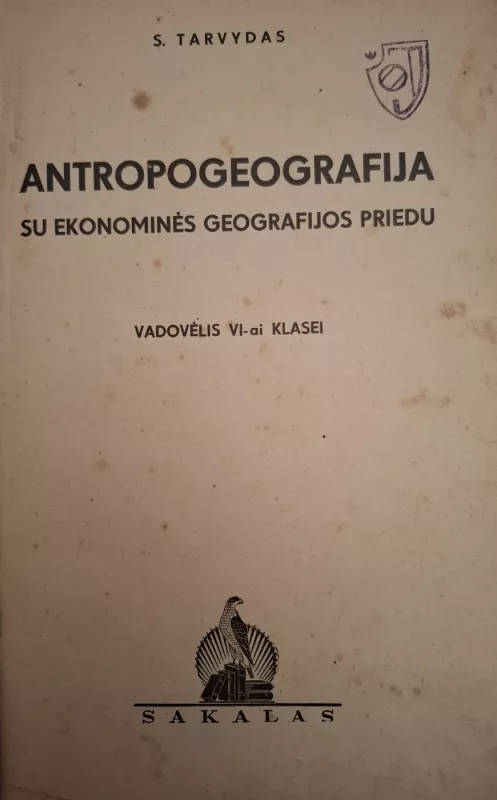 S. TARVYDAS
ANTROPOGEOGRAFIJA
SU EKONOMINĖS GEOGRAFIJOS PRIEDU
VADOVĖLIS VI-ai KLASEI
SAKALAS